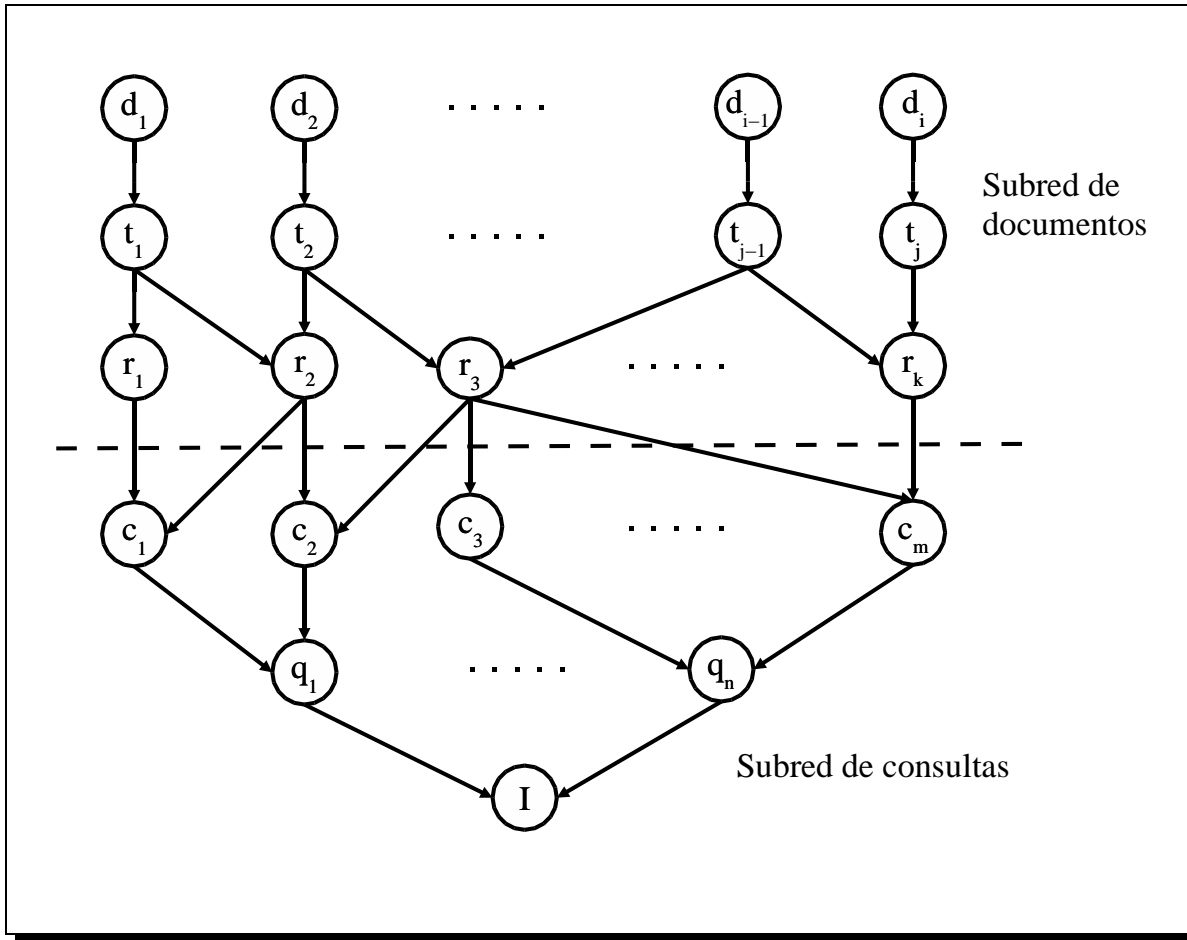 d₁ d₂ ..... dᵢ₋₁ dᵢ
Subred de
documentos
t₁ t₂ ..... tⱼ₋₁ tⱼ
r₁ r₂ r₃ ..... rₖ
c₁ c₂ c₃ ..... cₘ
q₁ ..... qₙ
Subred de consultas
I